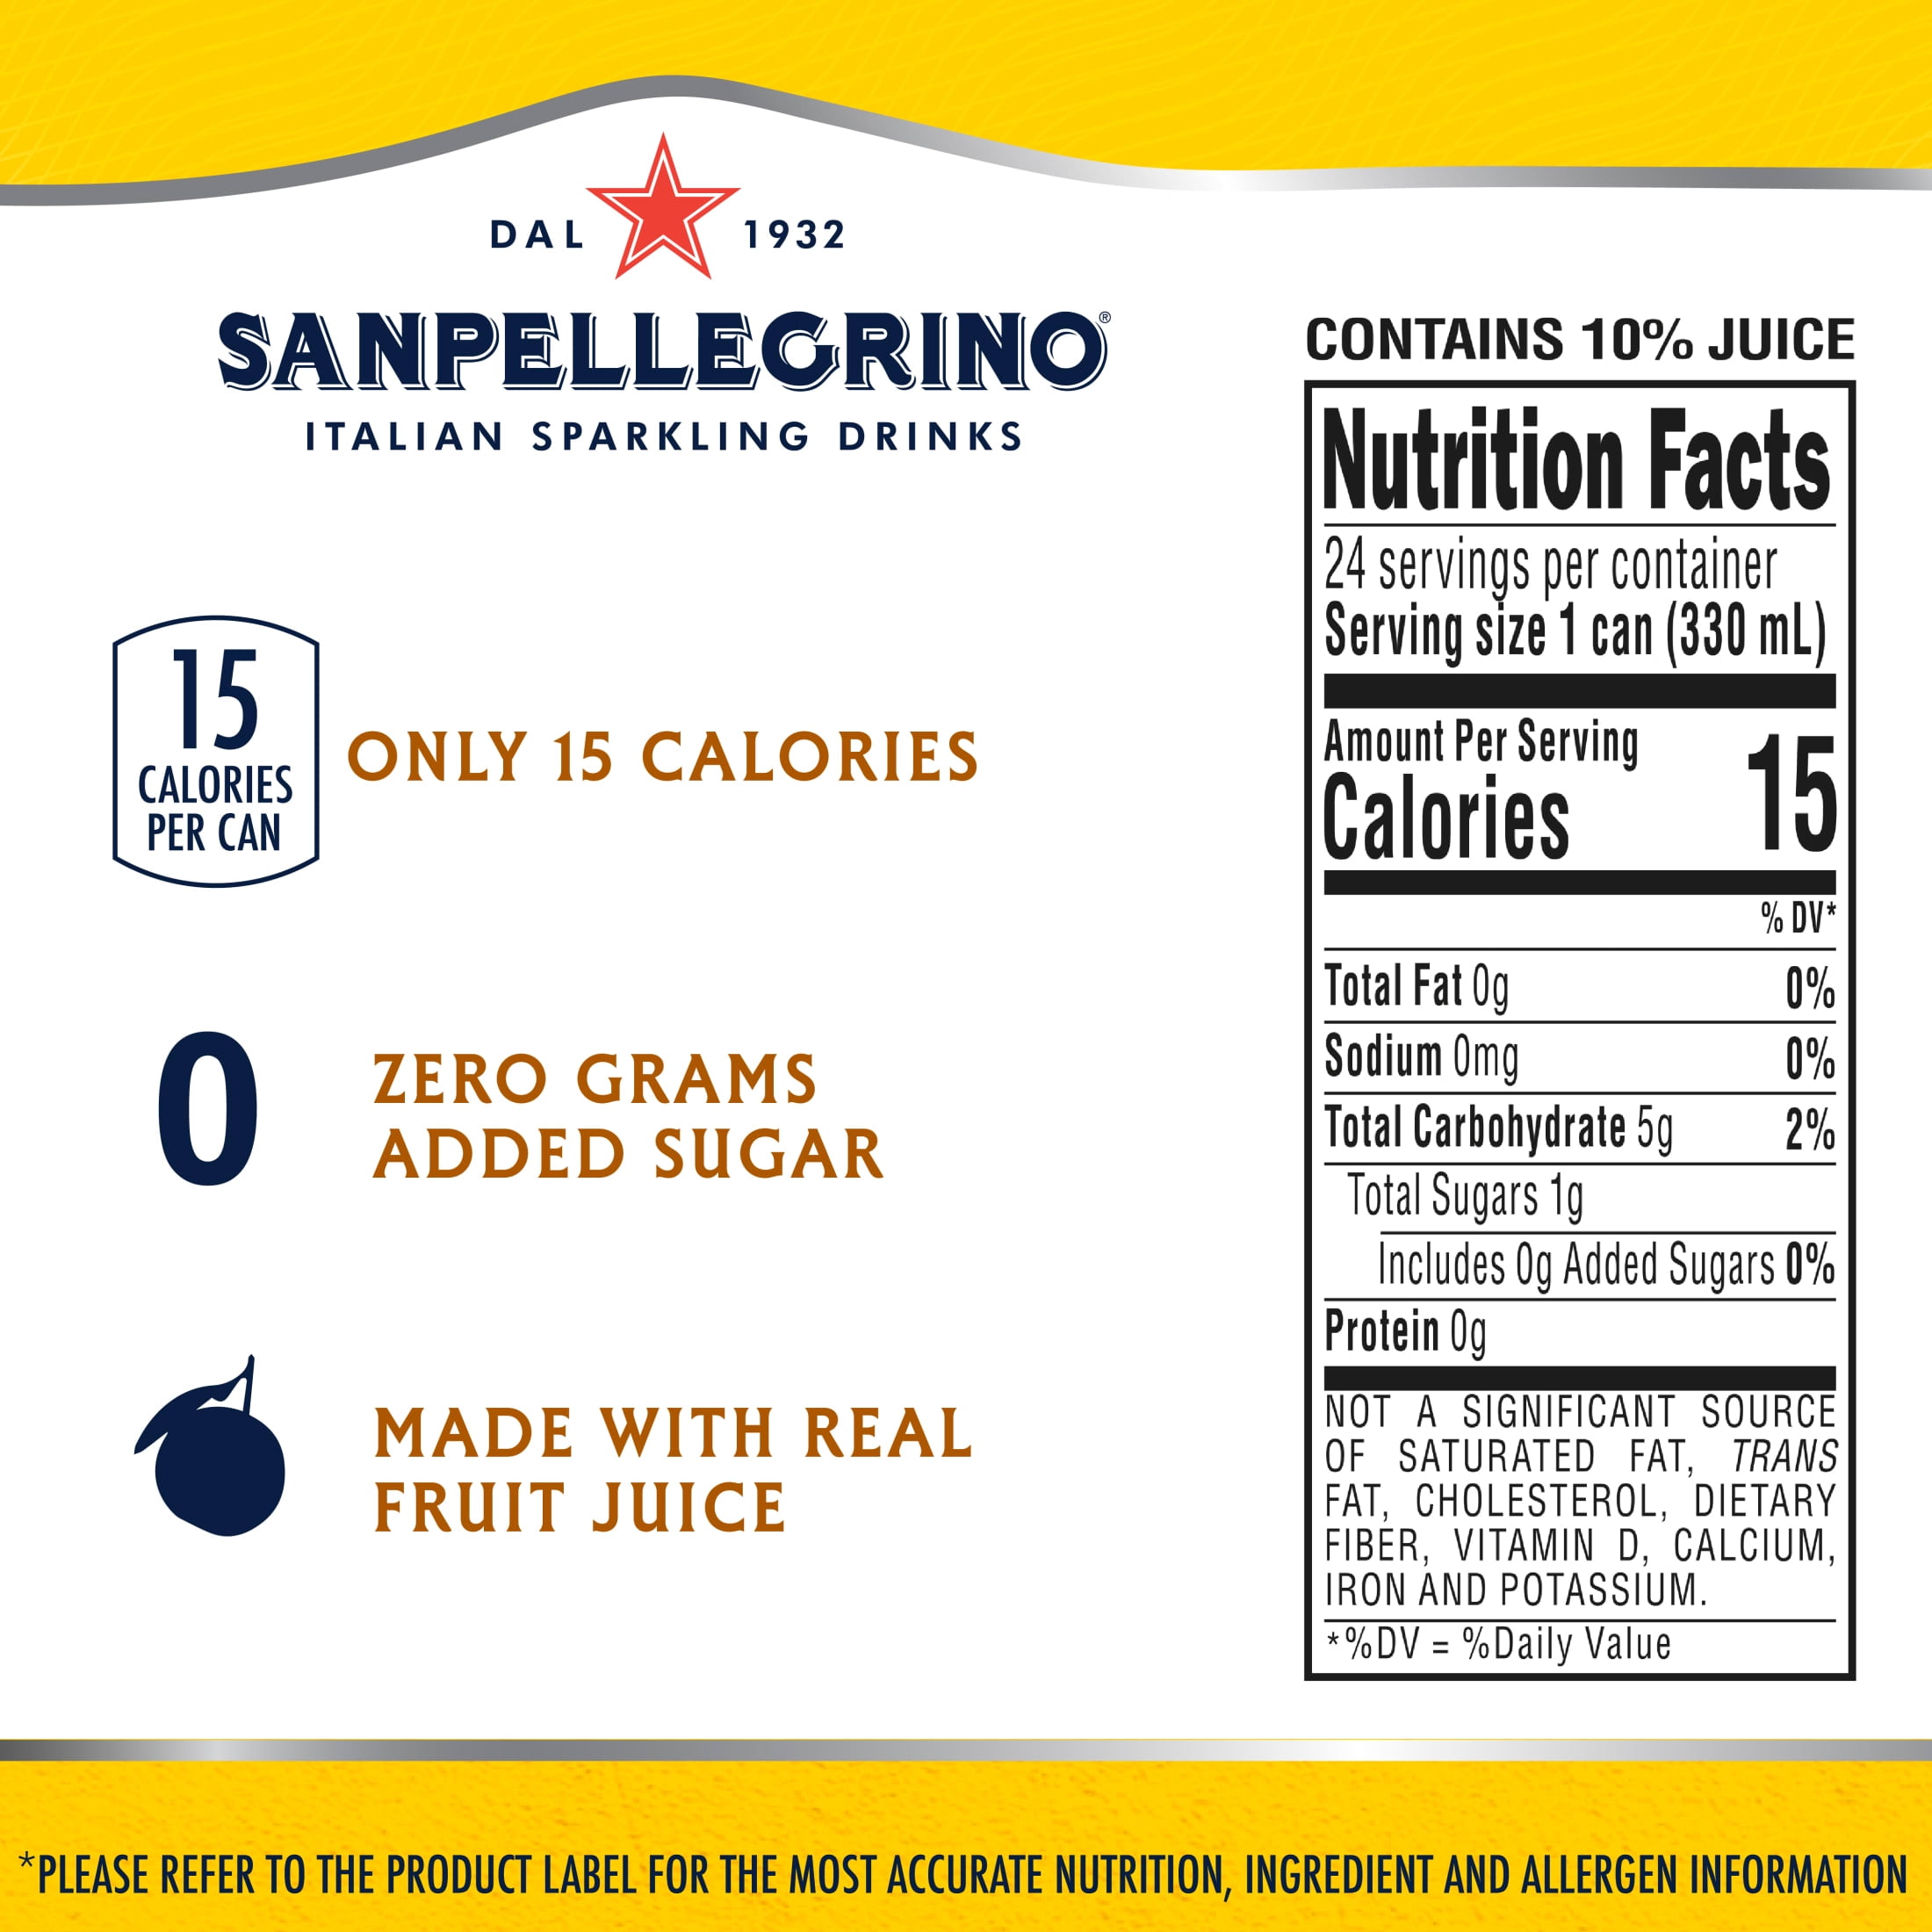 DAL 1932
SANPELLEGRINO®
ITALIAN SPARKLING DRINKS
15
CALORIES
PER CAN
ONLY 15 CALORIES
0
ZERO GRAMS
ADDED SUGAR
MADE WITH REAL
FRUIT JUICE
CONTAINS 10% JUICE
Nutrition Facts
24 servings per container
Serving size 1 can (330 mL)
Amount Per Serving
Calories 15
% DV*
Total Fat 0g 0%
Sodium 0mg 0%
Total Carbohydrate 5g 2%
Total Sugars 1g
Includes 0g Added Sugars 0%
Protein 0g
NOT A SIGNIFICANT SOURCE
OF SATURATED FAT, TRANS
FAT, CHOLESTEROL, DIETARY
FIBER, VITAMIN D, CALCIUM,
IRON AND POTASSIUM.
*%DV = %Daily Value
*PLEASE REFER TO THE PRODUCT LABEL FOR THE MOST ACCURATE NUTRITION, INGREDIENT AND ALLERGEN INFORMATION